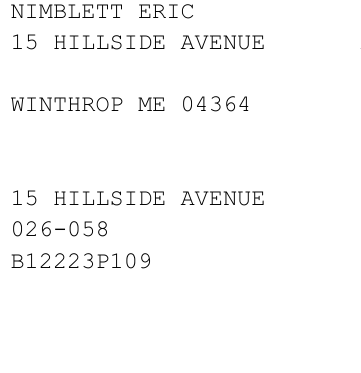 NIMBLETT ERIC
15 HILLSIDE AVENUE
WINTHROP ME 04364
15 HILLSIDE AVENUE
026-058
B12223P109